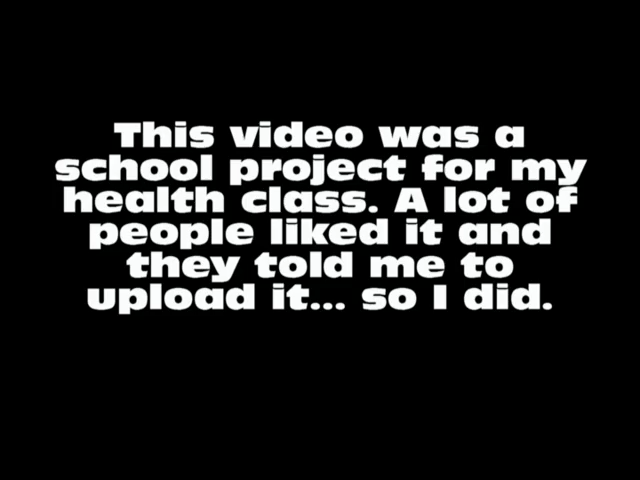 This video was a
school project for my
health class. A lot of
people liked it and
they told me to
upload it... so I did.